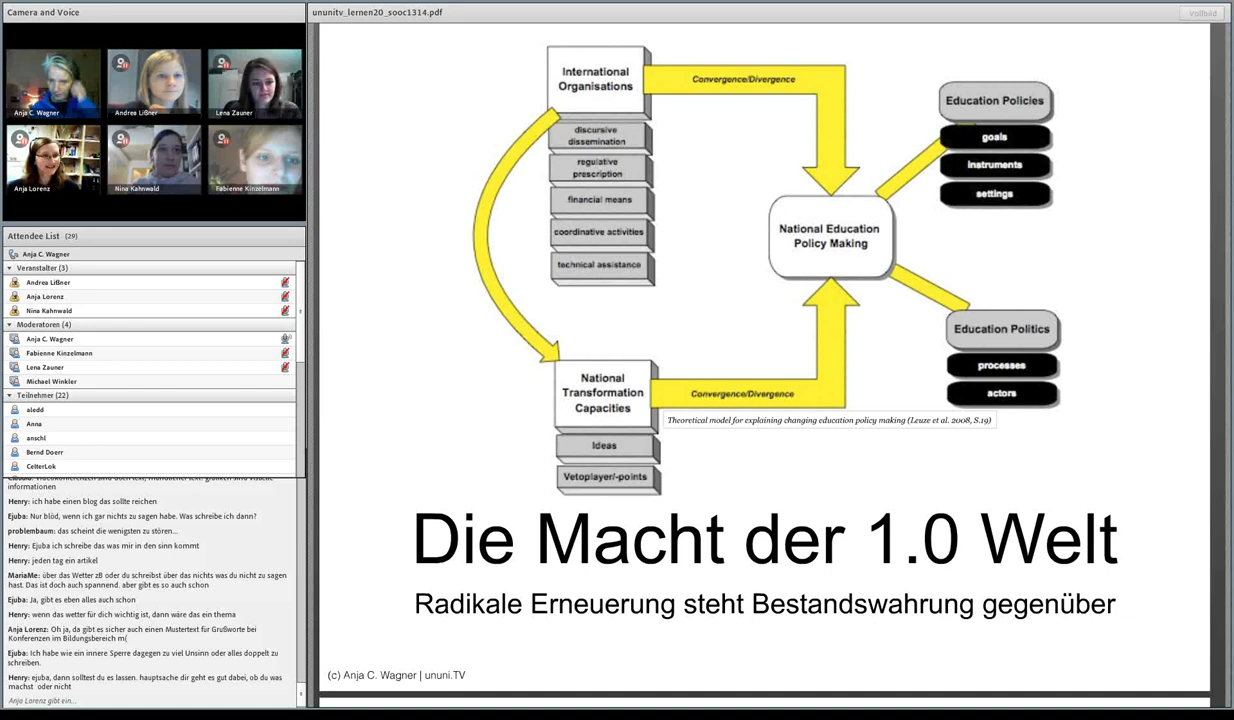 Camera and Voice
Anja C. Wagner
Andrea Lißner
Lena Zauner
Anja Lorenz
Nina Kahnwald
Fabienne Kinzelmann
Attendee List (29)
Anja C. Wagner
Veranstalter (3)
Andrea Lißner
Anja Lorenz
Nina Kahnwald
Moderatoren (4)
Anja C. Wagner
Fabienne Kinzelmann
Lena Zauner
Michael Winkler
Teilnehmer (22)
aledd
Anna
anschl
Bernd Doerr
CelterLok
informationen
Henry: ich habe einen blog das sollte reichen
Ejuba: Nur blöd, wenn ich gar nichts zu sagen habe. Was schreibe ich dann?
problembaum: das scheint die wenigsten zu stören...
Henry: Ejuba ich schreibe das was mir in den sinn kommt
Henry: jeden tag ein artikel
MariaMe: über das Wetter zB oder du schreibst über das nichts was du nicht zu sagen
hast. Das ist doch auch spannend. aber gibt es so auch schon
Ejuba: Ja, gibt es eben alles auch schon
Henry: wenn das wetter für dich wichtig ist, dann wäre das ein thema
Anja Lorenz: Oh ja, da gibt es sicher auch einen Mustertext für Grußworte bei
Konferenzen im Bildungsbereich m(
Ejuba: Ich habe wie ein innere Sperre dagegen zu viel Unsinn oder alles doppelt zu
schreiben.
Henry: ejuba, dann solltest du es lassen. hauptsache dir geht es gut dabei, ob du was
machst oder nicht
Anja Lorenz gibt ein...
ununitv_lernen20_sooc1314.pdf
Vollbild
International
Organisations
discursive
dissemination
regulative
prescription
financial means
coordinative activities
technical assistance
Convergence/Divergence
National Education
Policy Making
Education Policies
goals
instruments
settings
Education Politics
processes
actors
National
Transformation
Capacities
Ideas
Vetoplayer/-points
Convergence/Divergence
Theoretical model for explaining changing education policy making (Leuze et al. 2008, S.19)
Die Macht der 1.0 Welt
Radikale Erneuerung steht Bestandswahrung gegenüber
(c) Anja C. Wagner | ununi.TV